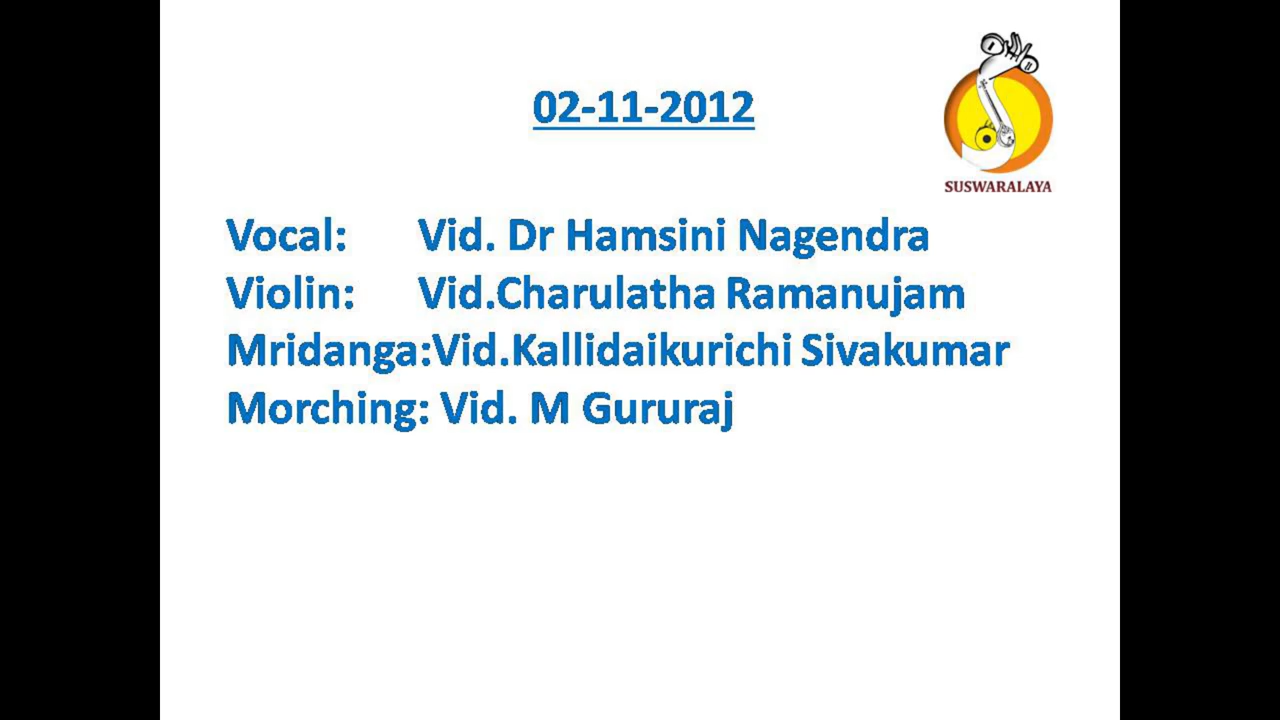 02-11-2012
SUSWARALAYA
Vocal: Vid. Dr Hamsini Nagendra
Violin: Vid.Charulatha Ramanujam
Mridanga:Vid.Kallidaikurichi Sivakumar
Morching: Vid. M Gururaj